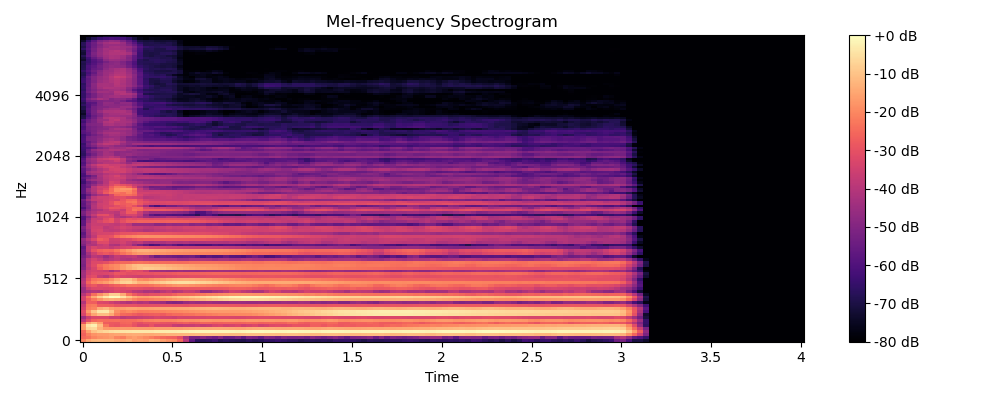 Mel-frequency Spectrogram
Hz
4096
2048
1024
512
0
0
0.5
1
1.5
2
2.5
3
3.5
4
Time
+0 dB
-10 dB
-20 dB
-30 dB
-40 dB
-50 dB
-60 dB
-70 dB
-80 dB